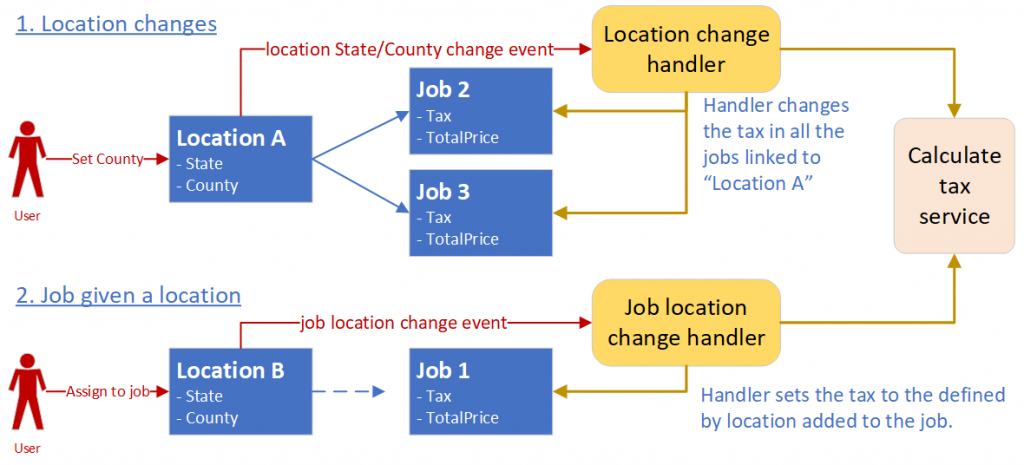 1. Location changes
location State/County change event
Location change
handler
Job 2
- Tax
- TotalPrice
Handler changes
the tax in all the
jobs linked to
“Location A”
User
Set County
Location A
- State
- County
Job 3
- Tax
- TotalPrice
Calculate
tax
service
2. Job given a location
job location change event
Job location
change handler
User
Assign to job
Location B
- State
- County
Job 1
- Tax
- TotalPrice
Handler sets the tax to the defined
by location added to the job.